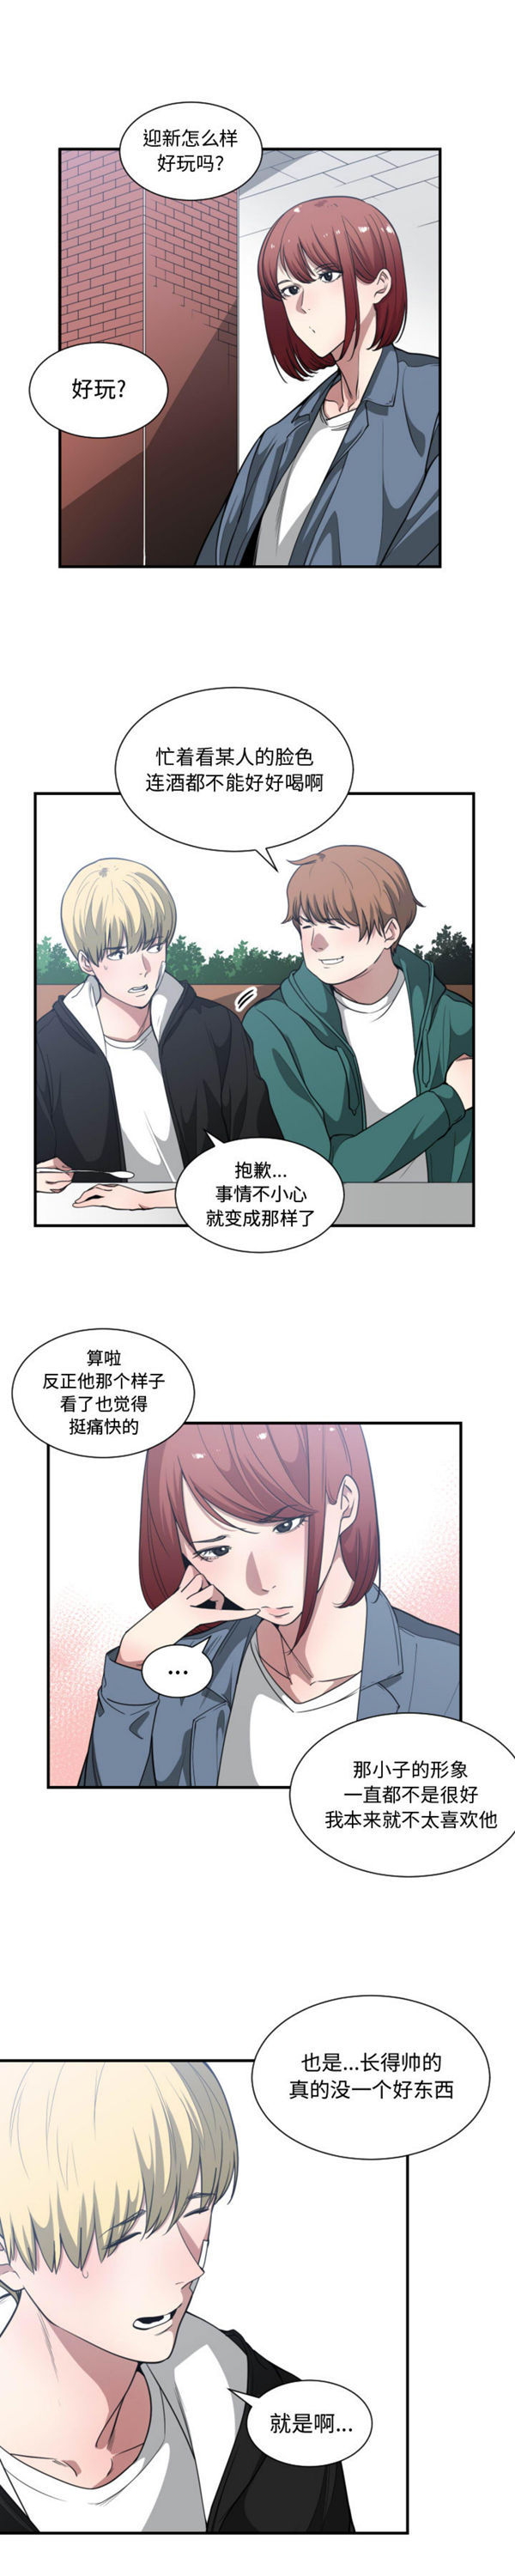 迎新怎么样
好玩吗?
好玩?
忙着看某人的脸色
连酒都不能好好喝啊
抱歉...
事情不小心
就变成那样了
算啦
反正他那个样子
看了也觉得
挺痛快的
...
那小子的形象
一直都不是很好
我本来就不太喜欢他
也是...长得帅的
真的没一个好东西
就是啊...